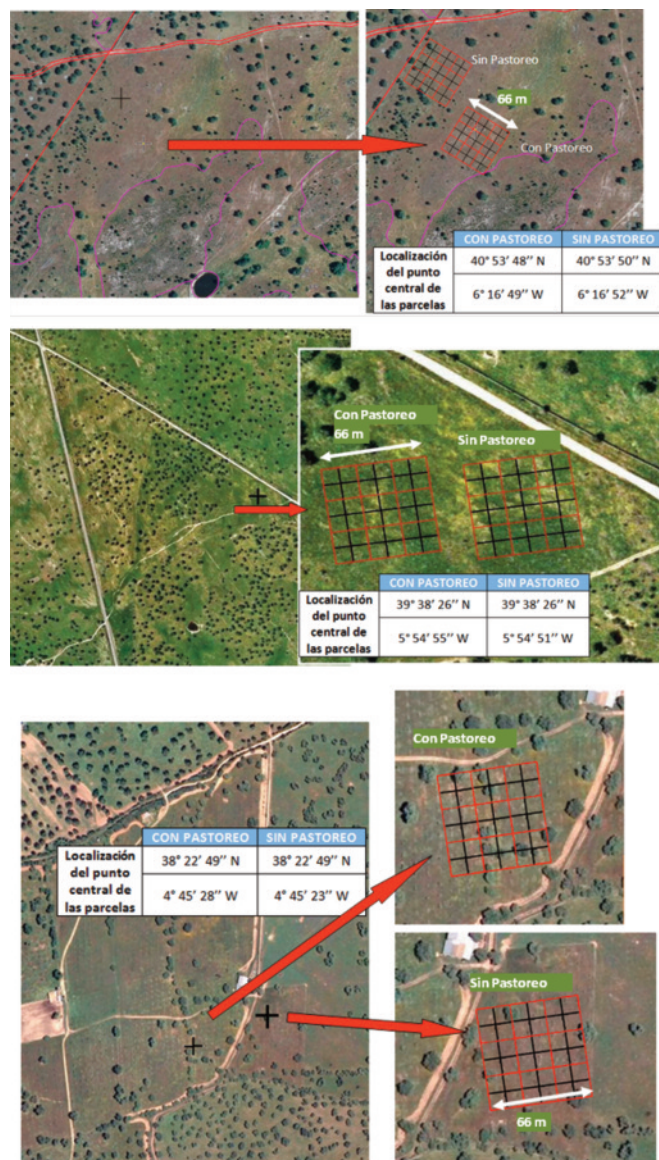 Sin Pastoreo
66 m
Con Pastoreo
CON PASTOREO SIN PASTOREO
Localización del punto central de las parcelas
40° 53′ 48″ N 40° 53′ 50″ N
6° 16′ 49″ W 6° 16′ 52″ W
Con Pastoreo
66 m
Sin Pastoreo
CON PASTOREO SIN PASTOREO
Localización del punto central de las parcelas
39° 38′ 26″ N 39° 38′ 26″ N
5° 54′ 55″ W 5° 54′ 51″ W
Con Pastoreo
CON PASTOREO SIN PASTOREO
Localización del punto central de las parcelas
38° 22′ 49″ N 38° 22′ 49″ N
4° 45′ 28″ W 4° 45′ 23″ W
Sin Pastoreo
66 m